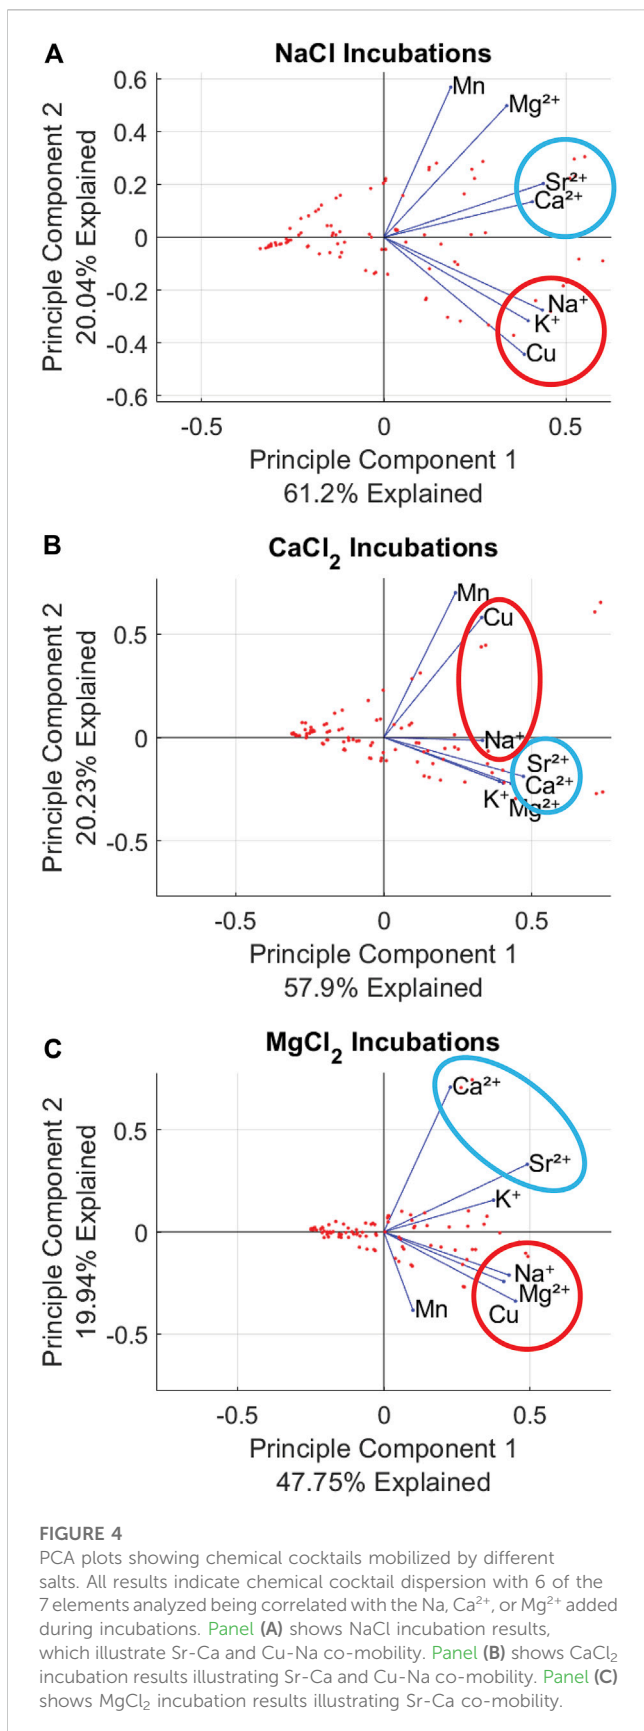 A
NaCl Incubations
Principle Component 2
20.04% Explained
0.6
0.4
0.2
0
-0.2
-0.4
-0.6
Mn
Mg²⁺
Sr²⁺
Ca²⁺
Na⁺
K⁺
Cu
-0.5
0
0.5
Principle Component 1
61.2% Explained
B
CaCl₂ Incubations
Principle Component 2
20.23% Explained
0.5
0
-0.5
Mn
Cu
Na⁺
Sr²⁺
Ca²⁺
K⁺
Mg²⁺
-0.5
0
0.5
Principle Component 1
57.9% Explained
C
MgCl₂ Incubations
Principle Component 2
19.94% Explained
0.5
0
-0.5
Ca²⁺
Sr²⁺
K⁺
Na⁺
Mg²⁺
Cu
Mn
-0.5
0
0.5
Principle Component 1
47.75% Explained
FIGURE 4
PCA plots showing chemical cocktails mobilized by different
salts. All results indicate chemical cocktail dispersion with 6 of the
7 elements analyzed being correlated with the Na, Ca²⁺, or Mg²⁺ added
during incubations. Panel (A) shows NaCl incubation results,
which illustrate Sr-Ca and Cu-Na co-mobility. Panel (B) shows CaCl₂
incubation results illustrating Sr-Ca and Cu-Na co-mobility. Panel (C)
shows MgCl₂ incubation results illustrating Sr-Ca co-mobility.